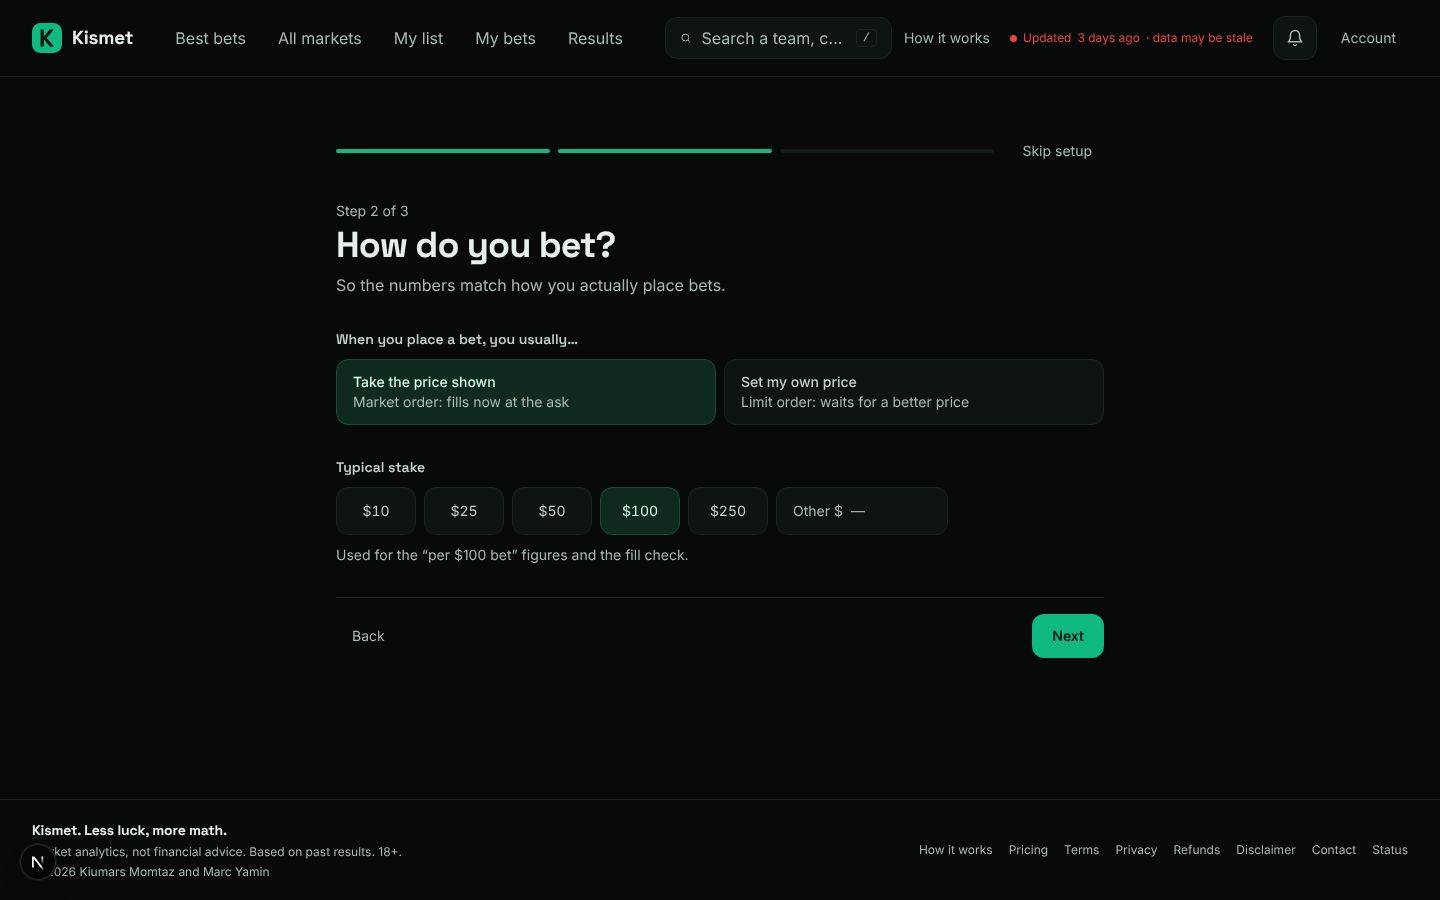 K Kismet Best bets All markets My list My bets Results Search a team, c... / How it works Updated 3 days ago · data may be stale Account
Skip setup
Step 2 of 3
How do you bet?
So the numbers match how you actually place bets.
When you place a bet, you usually...
Take the price shown
Market order: fills now at the ask
Set my own price
Limit order: waits for a better price
Typical stake
$10 $25 $50 $100 $250 Other $ —
Used for the “per $100 bet” figures and the fill check.
Back Next
Kismet. Less luck, more math.
analytics, not financial advice. Based on past results. 18+.
Kiumars Momtaz and Marc Yamin
N
How it works Pricing Terms Privacy Refunds Disclaimer Contact Status